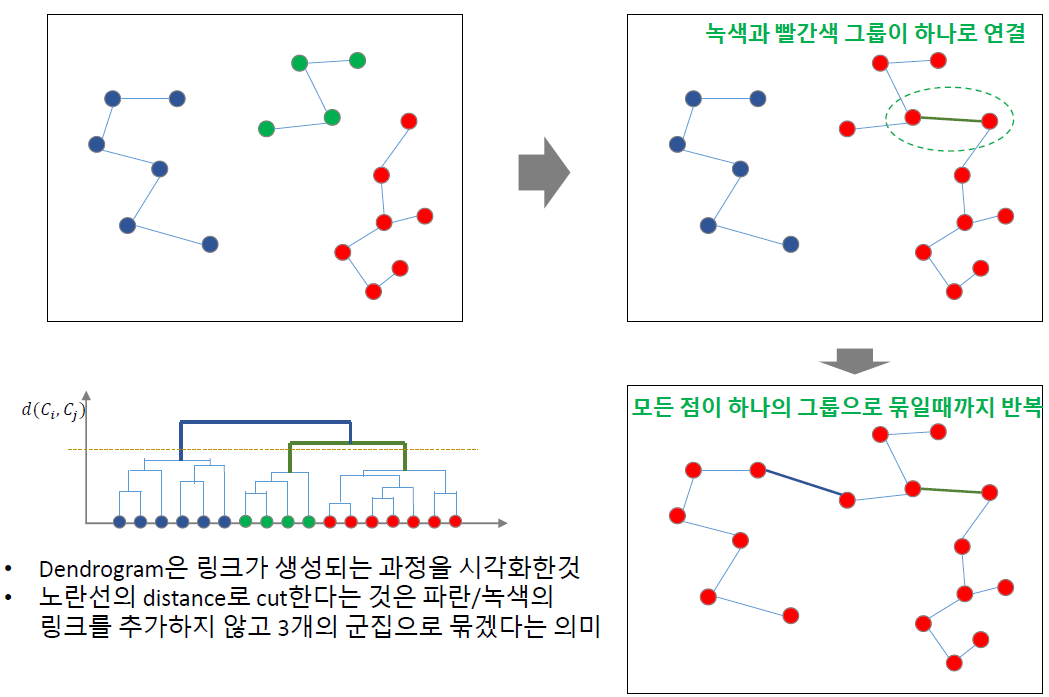 녹색과 빨간색 그룹이 하나로 연결
d(Cᵢ, Cⱼ)
모든 점이 하나의 그룹으로 묶일때까지 반복
• Dendrogram은 링크가 생성되는 과정을 시각화한것
• 노란선의 distance로 cut한다는 것은 파란/녹색의
링크를 추가하지 않고 3개의 군집으로 묶겠다는 의미